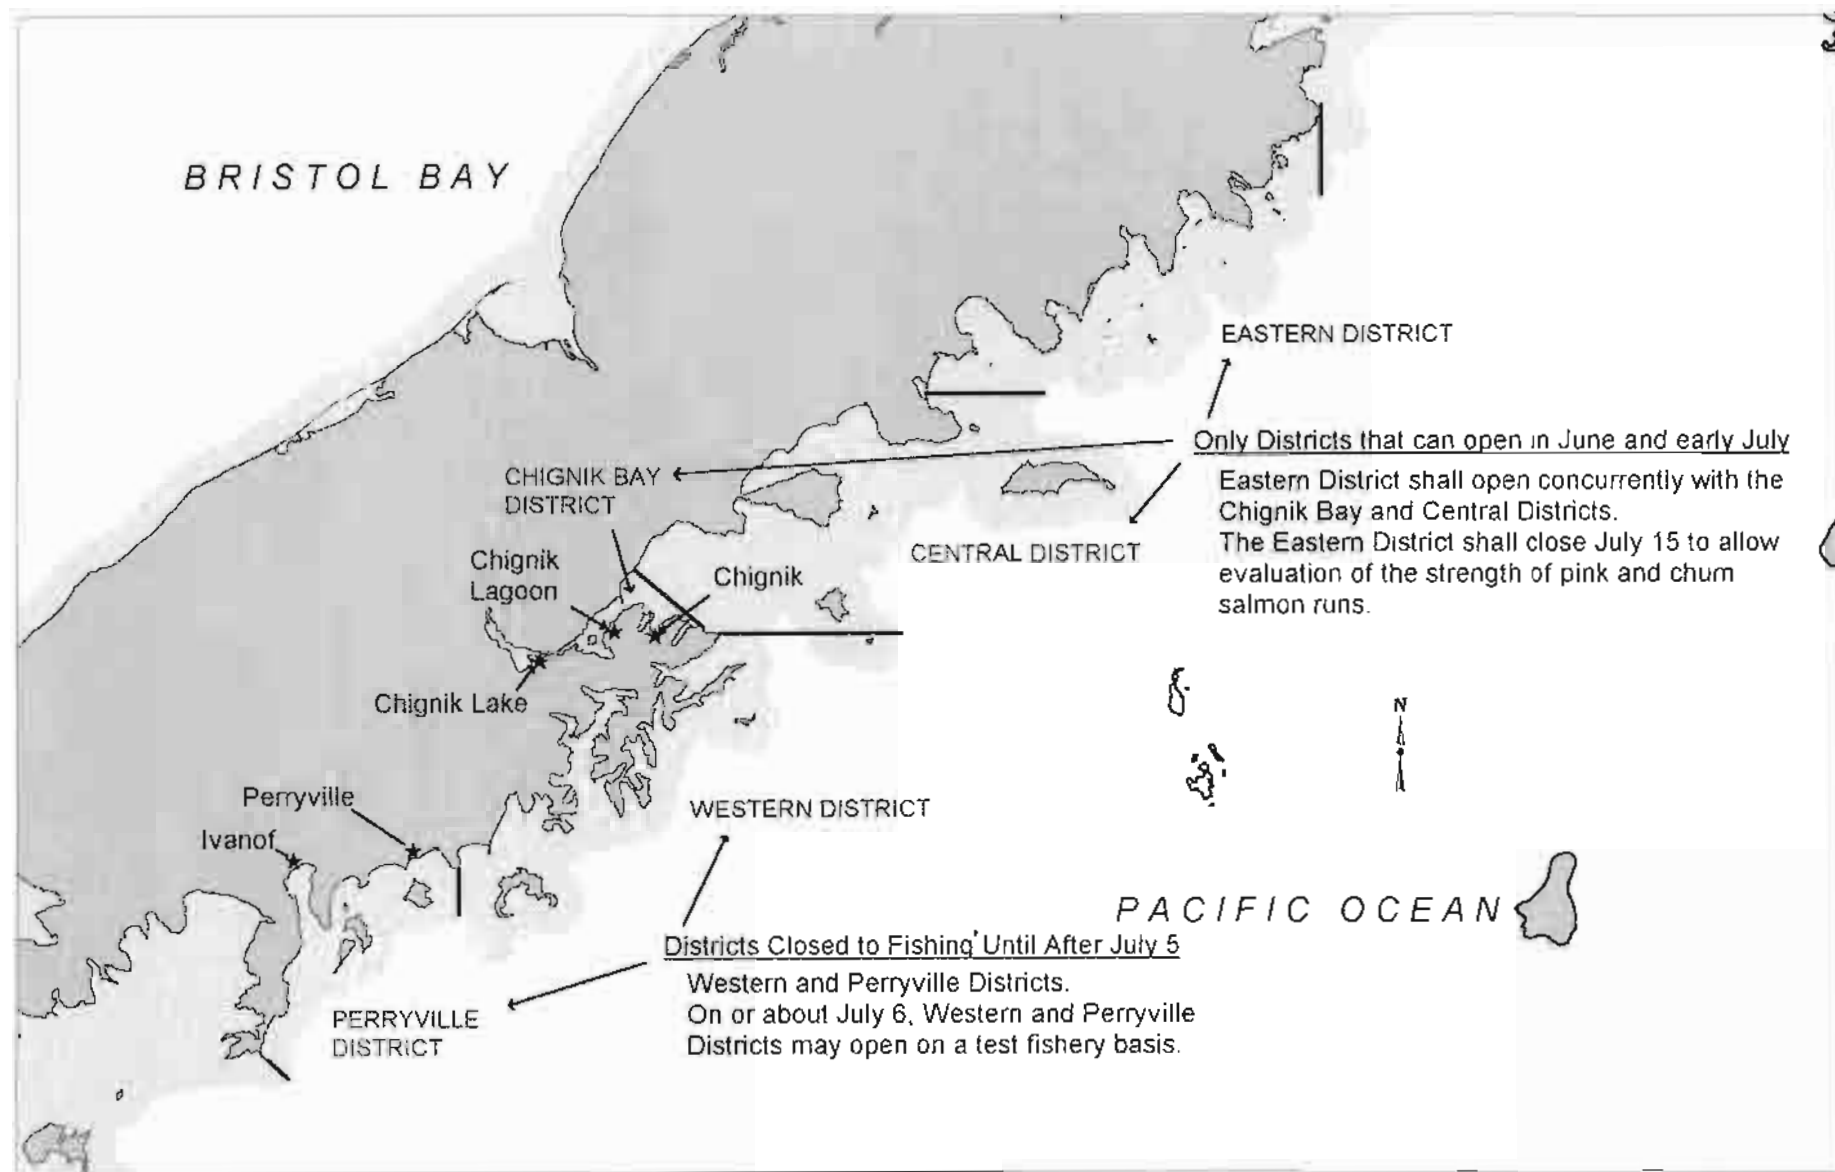 BRISTOL BAY
EASTERN DISTRICT
Only Districts that can open in June and early July
Eastern District shall open concurrently with the
Chignik Bay and Central Districts.
The Eastern District shall close July 15 to allow
evaluation of the strength of pink and chum
salmon runs.
CHIGNIK BAY
DISTRICT
CENTRAL DISTRICT
Chignik
Lagoon
Chignik
Chignik Lake
N
Perryville
Ivanof
WESTERN DISTRICT
PACIFIC OCEAN
Districts Closed to Fishing Until After July 5
Western and Perryville Districts.
On or about July 6, Western and Perryville
Districts may open on a test fishery basis.
PERRYVILLE
DISTRICT